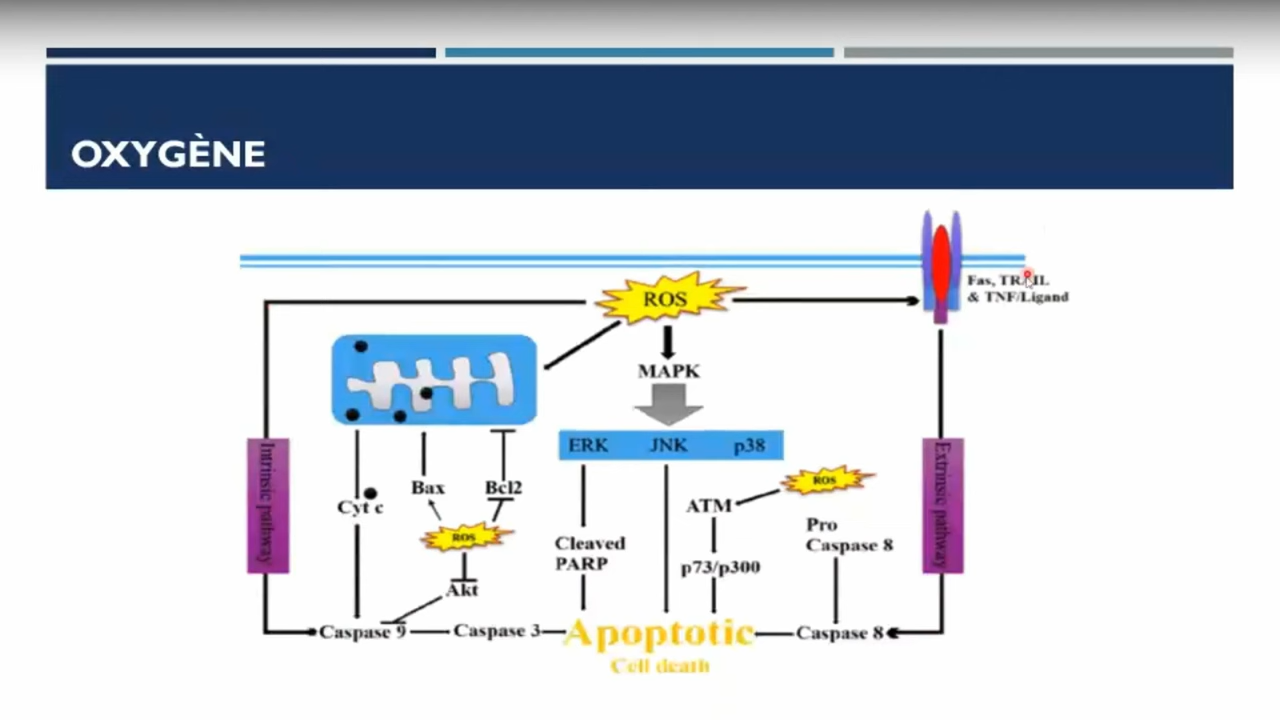 OXYGÈNE
ROS
Fas, TRAIL
& TNF/Ligand
MAPK
ERK JNK p38
Intrinsic pathway
Extrinsic pathway
Cyt c
Bax
Bcl2
ROS
Akt
Cleaved
PARP
ROS
ATM
p73/p300
Pro
Caspase 8
Caspase 9
Caspase 3
Apoptotic
Cell death
Caspase 8